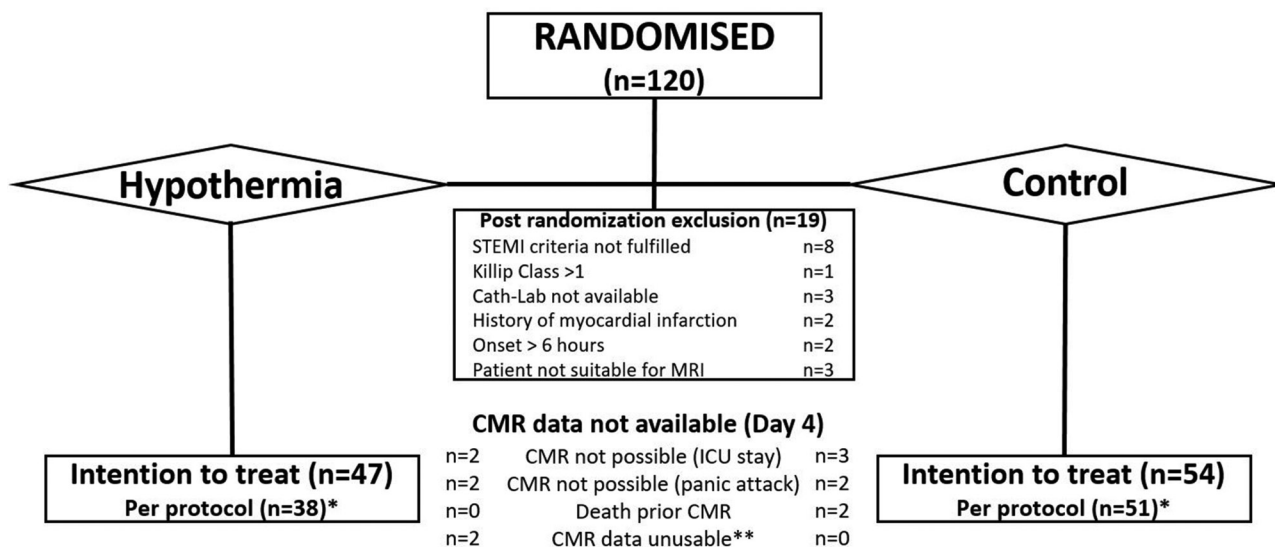 RANDOMISED
(n=120)
Hypothermia
Control
Post randomization exclusion (n=19)
STEMI criteria not fulfilled n=8
Killip Class >1 n=1
Cath-Lab not available n=3
History of myocardial infarction n=2
Onset > 6 hours n=2
Patient not suitable for MRI n=3
CMR data not available (Day 4)
n=2 CMR not possible (ICU stay) n=3
n=2 CMR not possible (panic attack) n=2
n=0 Death prior CMR n=2
n=2 CMR data unusable** n=0
Intention to treat (n=47)
Per protocol (n=38)*
Intention to treat (n=54)
Per protocol (n=51)*